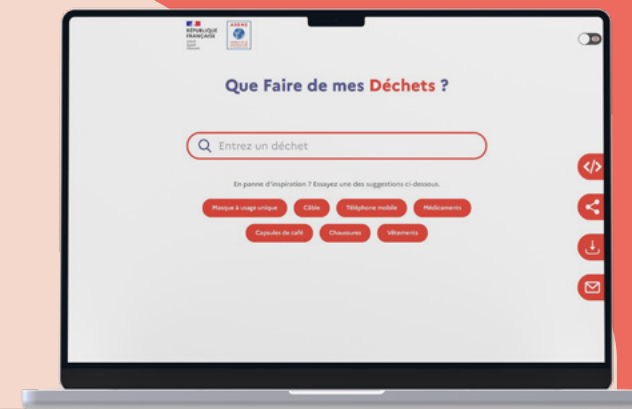 RÉPUBLIQUE
FRANÇAISE
ADEME
Que Faire de mes Déchets ?
Entrez un déchet
En panne d'inspiration ? Essayez une des suggestions ci-dessous.
Masque à usage unique
Câble
Téléphone mobile
Médicaments
Capsules de café
Chaussures
Vêtements